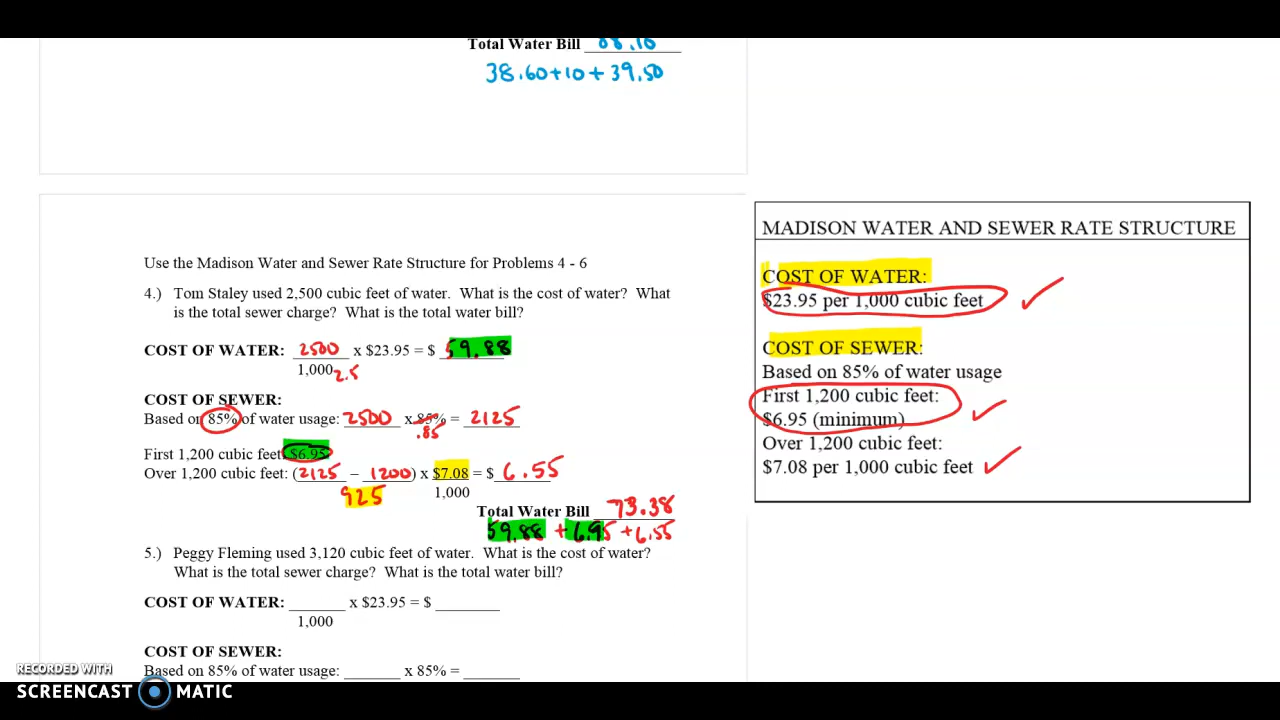 Total Water Bill 88.10
38.60+10+39.50
Use the Madison Water and Sewer Rate Structure for Problems 4 - 6
4.) Tom Staley used 2,500 cubic feet of water. What is the cost of water? What
is the total sewer charge? What is the total water bill?
COST OF WATER: 2500 x $23.95 = $ 59.88
1,000 2.5
COST OF SEWER:
Based on 85% of water usage: 2500 x 85% = 2125
.85
First 1,200 cubic feet: $6.95
Over 1,200 cubic feet: (2125 – 1200) x $7.08 = $ 6.55
925 1,000
Total Water Bill 73.38
59.88 + 6.95 + 6.55
5.) Peggy Fleming used 3,120 cubic feet of water. What is the cost of water?
What is the total sewer charge? What is the total water bill?
COST OF WATER: ______ x $23.95 = $ ______
1,000
COST OF SEWER:
Based on 85% of water usage: ______ x 85% = ______
MADISON WATER AND SEWER RATE STRUCTURE
COST OF WATER:
$23.95 per 1,000 cubic feet
COST OF SEWER:
Based on 85% of water usage
First 1,200 cubic feet:
$6.95 (minimum)
Over 1,200 cubic feet:
$7.08 per 1,000 cubic feet
RECORDED WITH
SCREENCAST MATIC